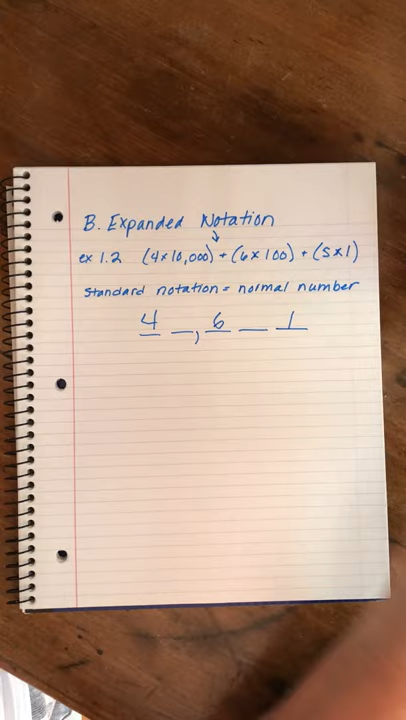 B. Expanded Notation
↓
ex 1.2 (4×10,000) + (6×100) + (5×1)
standard notation = normal number
4 _, 6 _ 1